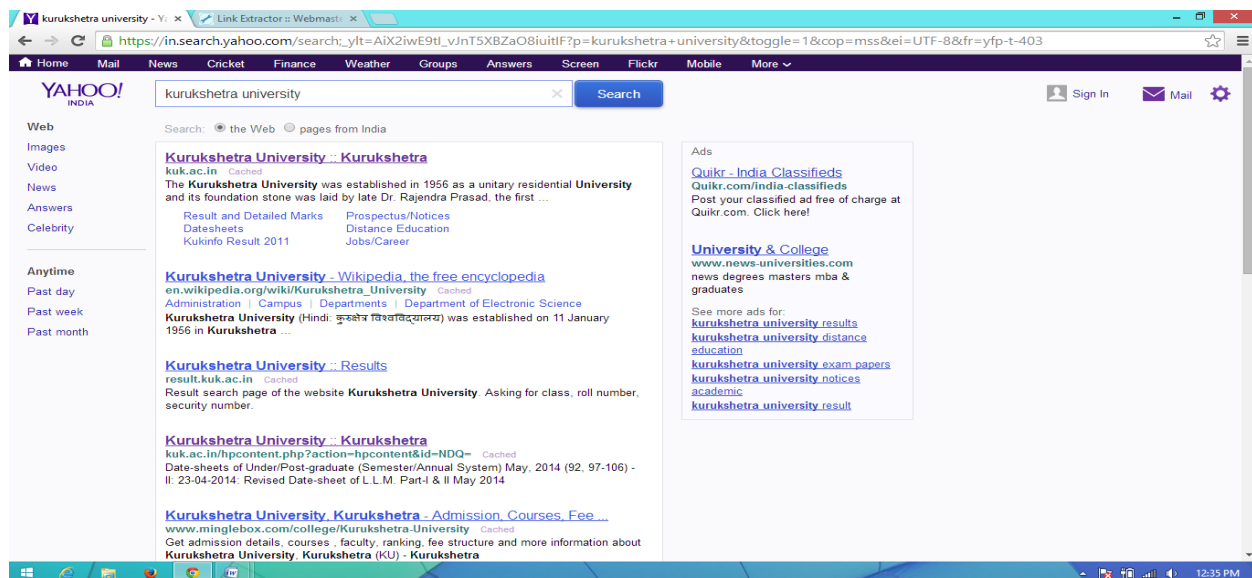 kurukshetra university - Ya
Link Extractor :: Webmaste
https://in.search.yahoo.com/search;_ylt=AiX2iwE9tI_vJnT5XBZaO8iuitIF?p=kurukshetra+university&toggle=1&cop=mss&ei=UTF-8&fr=yfp-t-403
Home Mail News Cricket Finance Weather Groups Answers Screen Flickr Mobile More
YAHOO!
INDIA
kurukshetra university
Search
Sign In
Mail
Web
Images
Video
News
Answers
Celebrity
Anytime
Past day
Past week
Past month
Search: the Web pages from India
Kurukshetra University :: Kurukshetra
kuk.ac.in Cached
The Kurukshetra University was established in 1956 as a unitary residential University
and its foundation stone was laid by late Dr. Rajendra Prasad, the first ...
Result and Detailed Marks Prospectus/Notices
Datesheets Distance Education
Kukinfo Result 2011 Jobs/Career
Kurukshetra University - Wikipedia, the free encyclopedia
en.wikipedia.org/wiki/Kurukshetra_University Cached
Administration | Campus | Departments | Department of Electronic Science
Kurukshetra University (Hindi: कुरुक्षेत्र विश्वविद्यालय) was established on 11 January
1956 in Kurukshetra ...
Kurukshetra University :: Results
result.kuk.ac.in Cached
Result search page of the website Kurukshetra University. Asking for class, roll number,
security number.
Kurukshetra University :: Kurukshetra
kuk.ac.in/hpcontent.php?action=hpcontent&id=NDQ= Cached
Date-sheets of Under/Post-graduate (Semester/Annual System) May, 2014 (92, 97-106) -
II: 23-04-2014: Revised Date-sheet of L.L.M. Part-I & II May 2014
Kurukshetra University, Kurukshetra - Admission, Courses, Fee ...
www.minglebox.com/college/Kurukshetra-University Cached
Get admission details, courses , faculty, ranking, fee structure and more information about
Kurukshetra University, Kurukshetra (KU) - Kurukshetra
Ads
Quikr - India Classifieds
Quikr.com/india-classifieds
Post your classified ad free of charge at
Quikr.com. Click here!
University & College
www.news-universities.com
news degrees masters mba &
graduates
See more ads for:
kurukshetra university results
kurukshetra university distance
education
kurukshetra university exam papers
kurukshetra university notices
academic
kurukshetra university result
12:35 PM